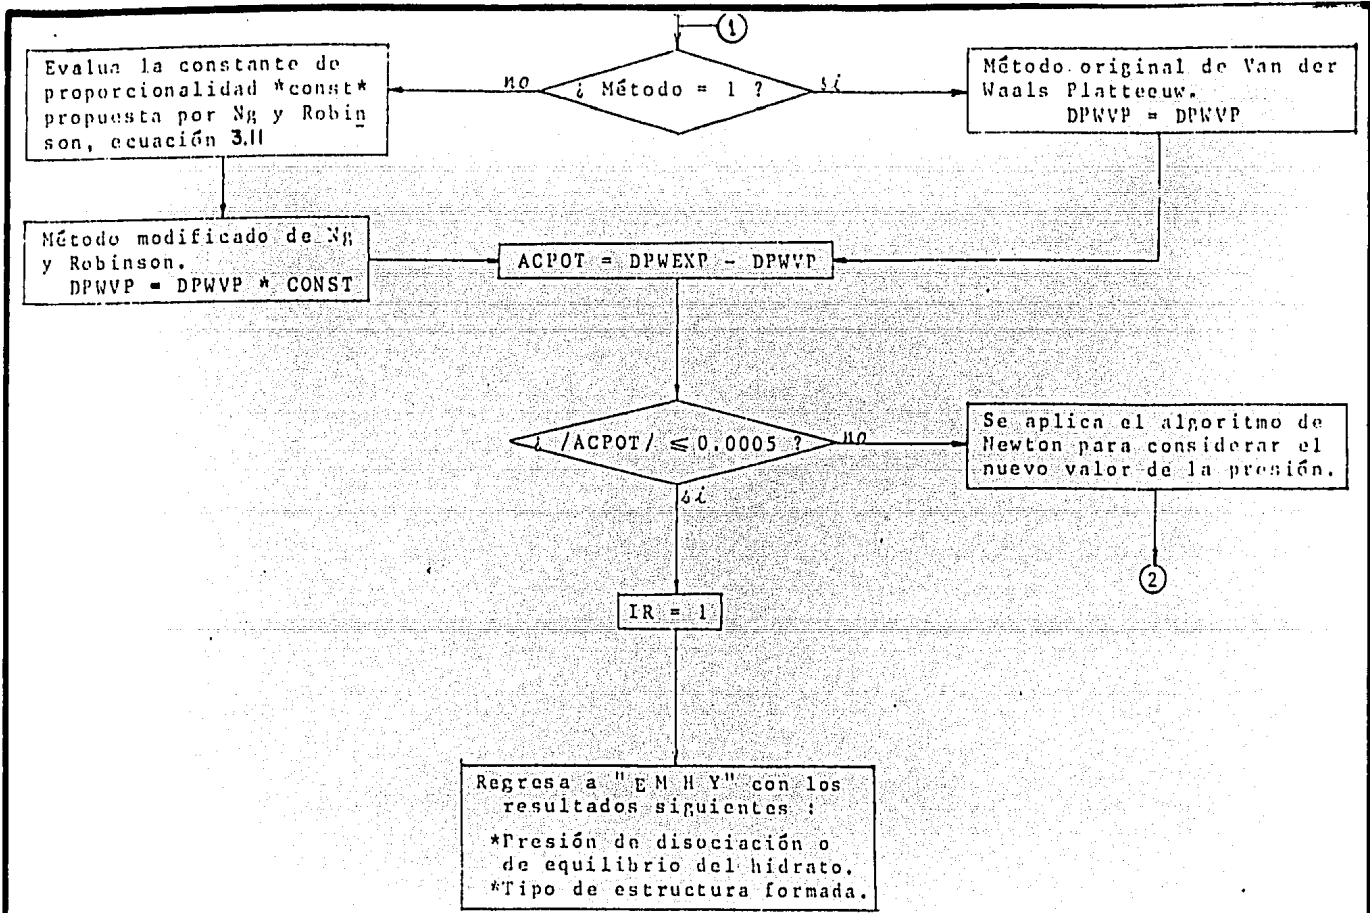 1
Evalua la constante de
proporcionalidad *const*
propuesta por Ng y Robin
son, ecuación 3.11
no
¿ Método = 1 ?
si
Método original de Van der
Waals Platteeuw.
DPWVP = DPWVP
Método modificado de Ng
y Robinson.
DPWVP = DPWVP * CONST
ACPOT = DPWEXP - DPWVP
¿ /ACPOT/ ≤ 0.0005 ?
no
si
Se aplica el algoritmo de
Newton para considerar el
nuevo valor de la presión.
2
IR = 1
Regresa a "E M H Y" con los
resultados siguientes :
*Presión de disociación o
de equilibrio del hidrato.
*Tipo de estructura formada.